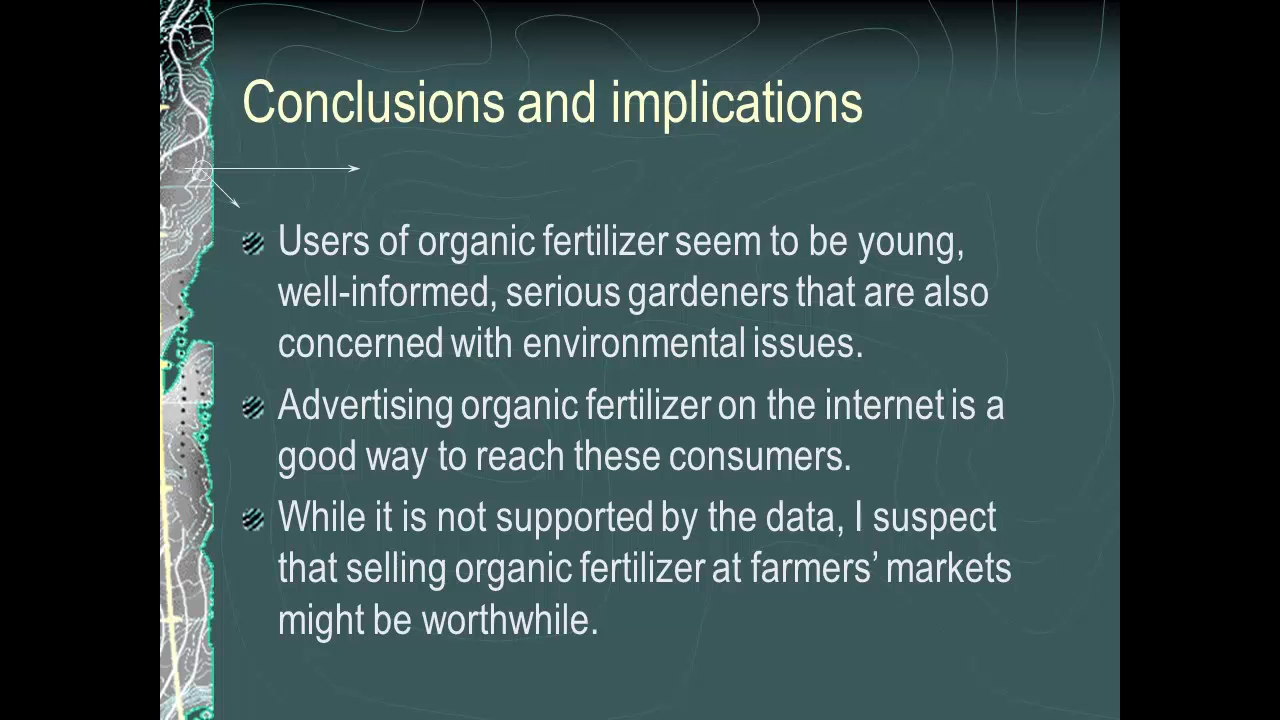 Conclusions and implications
Users of organic fertilizer seem to be young,
well-informed, serious gardeners that are also
concerned with environmental issues.
Advertising organic fertilizer on the internet is a
good way to reach these consumers.
While it is not supported by the data, I suspect
that selling organic fertilizer at farmers’ markets
might be worthwhile.